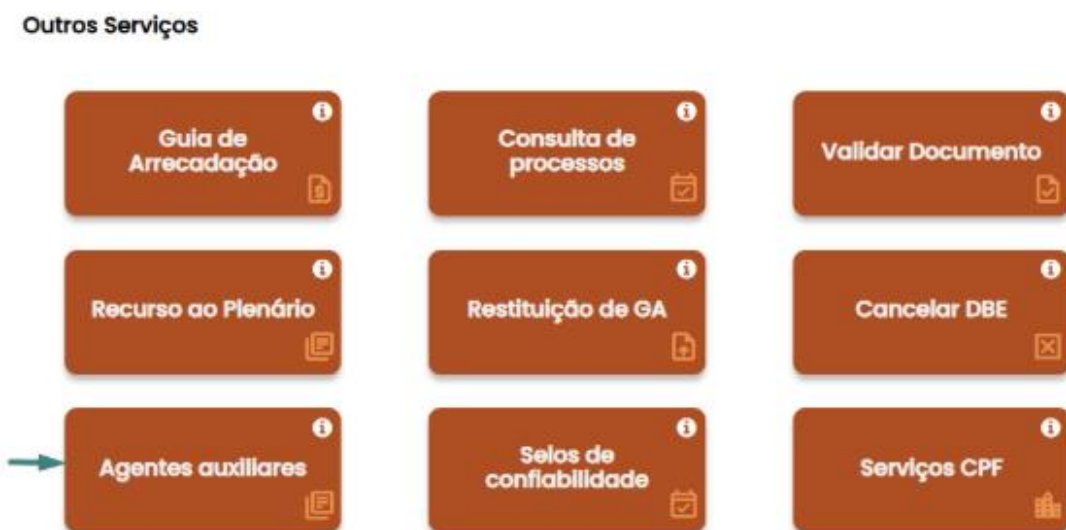 Outros Serviços
Guia de
Arrecadação
Consulta de
processos
Validar Documento
Recurso ao Plenário
Restituição de GA
Cancelar DBE
Agentes auxiliares
Selos de
confiabilidade
Serviços CPF